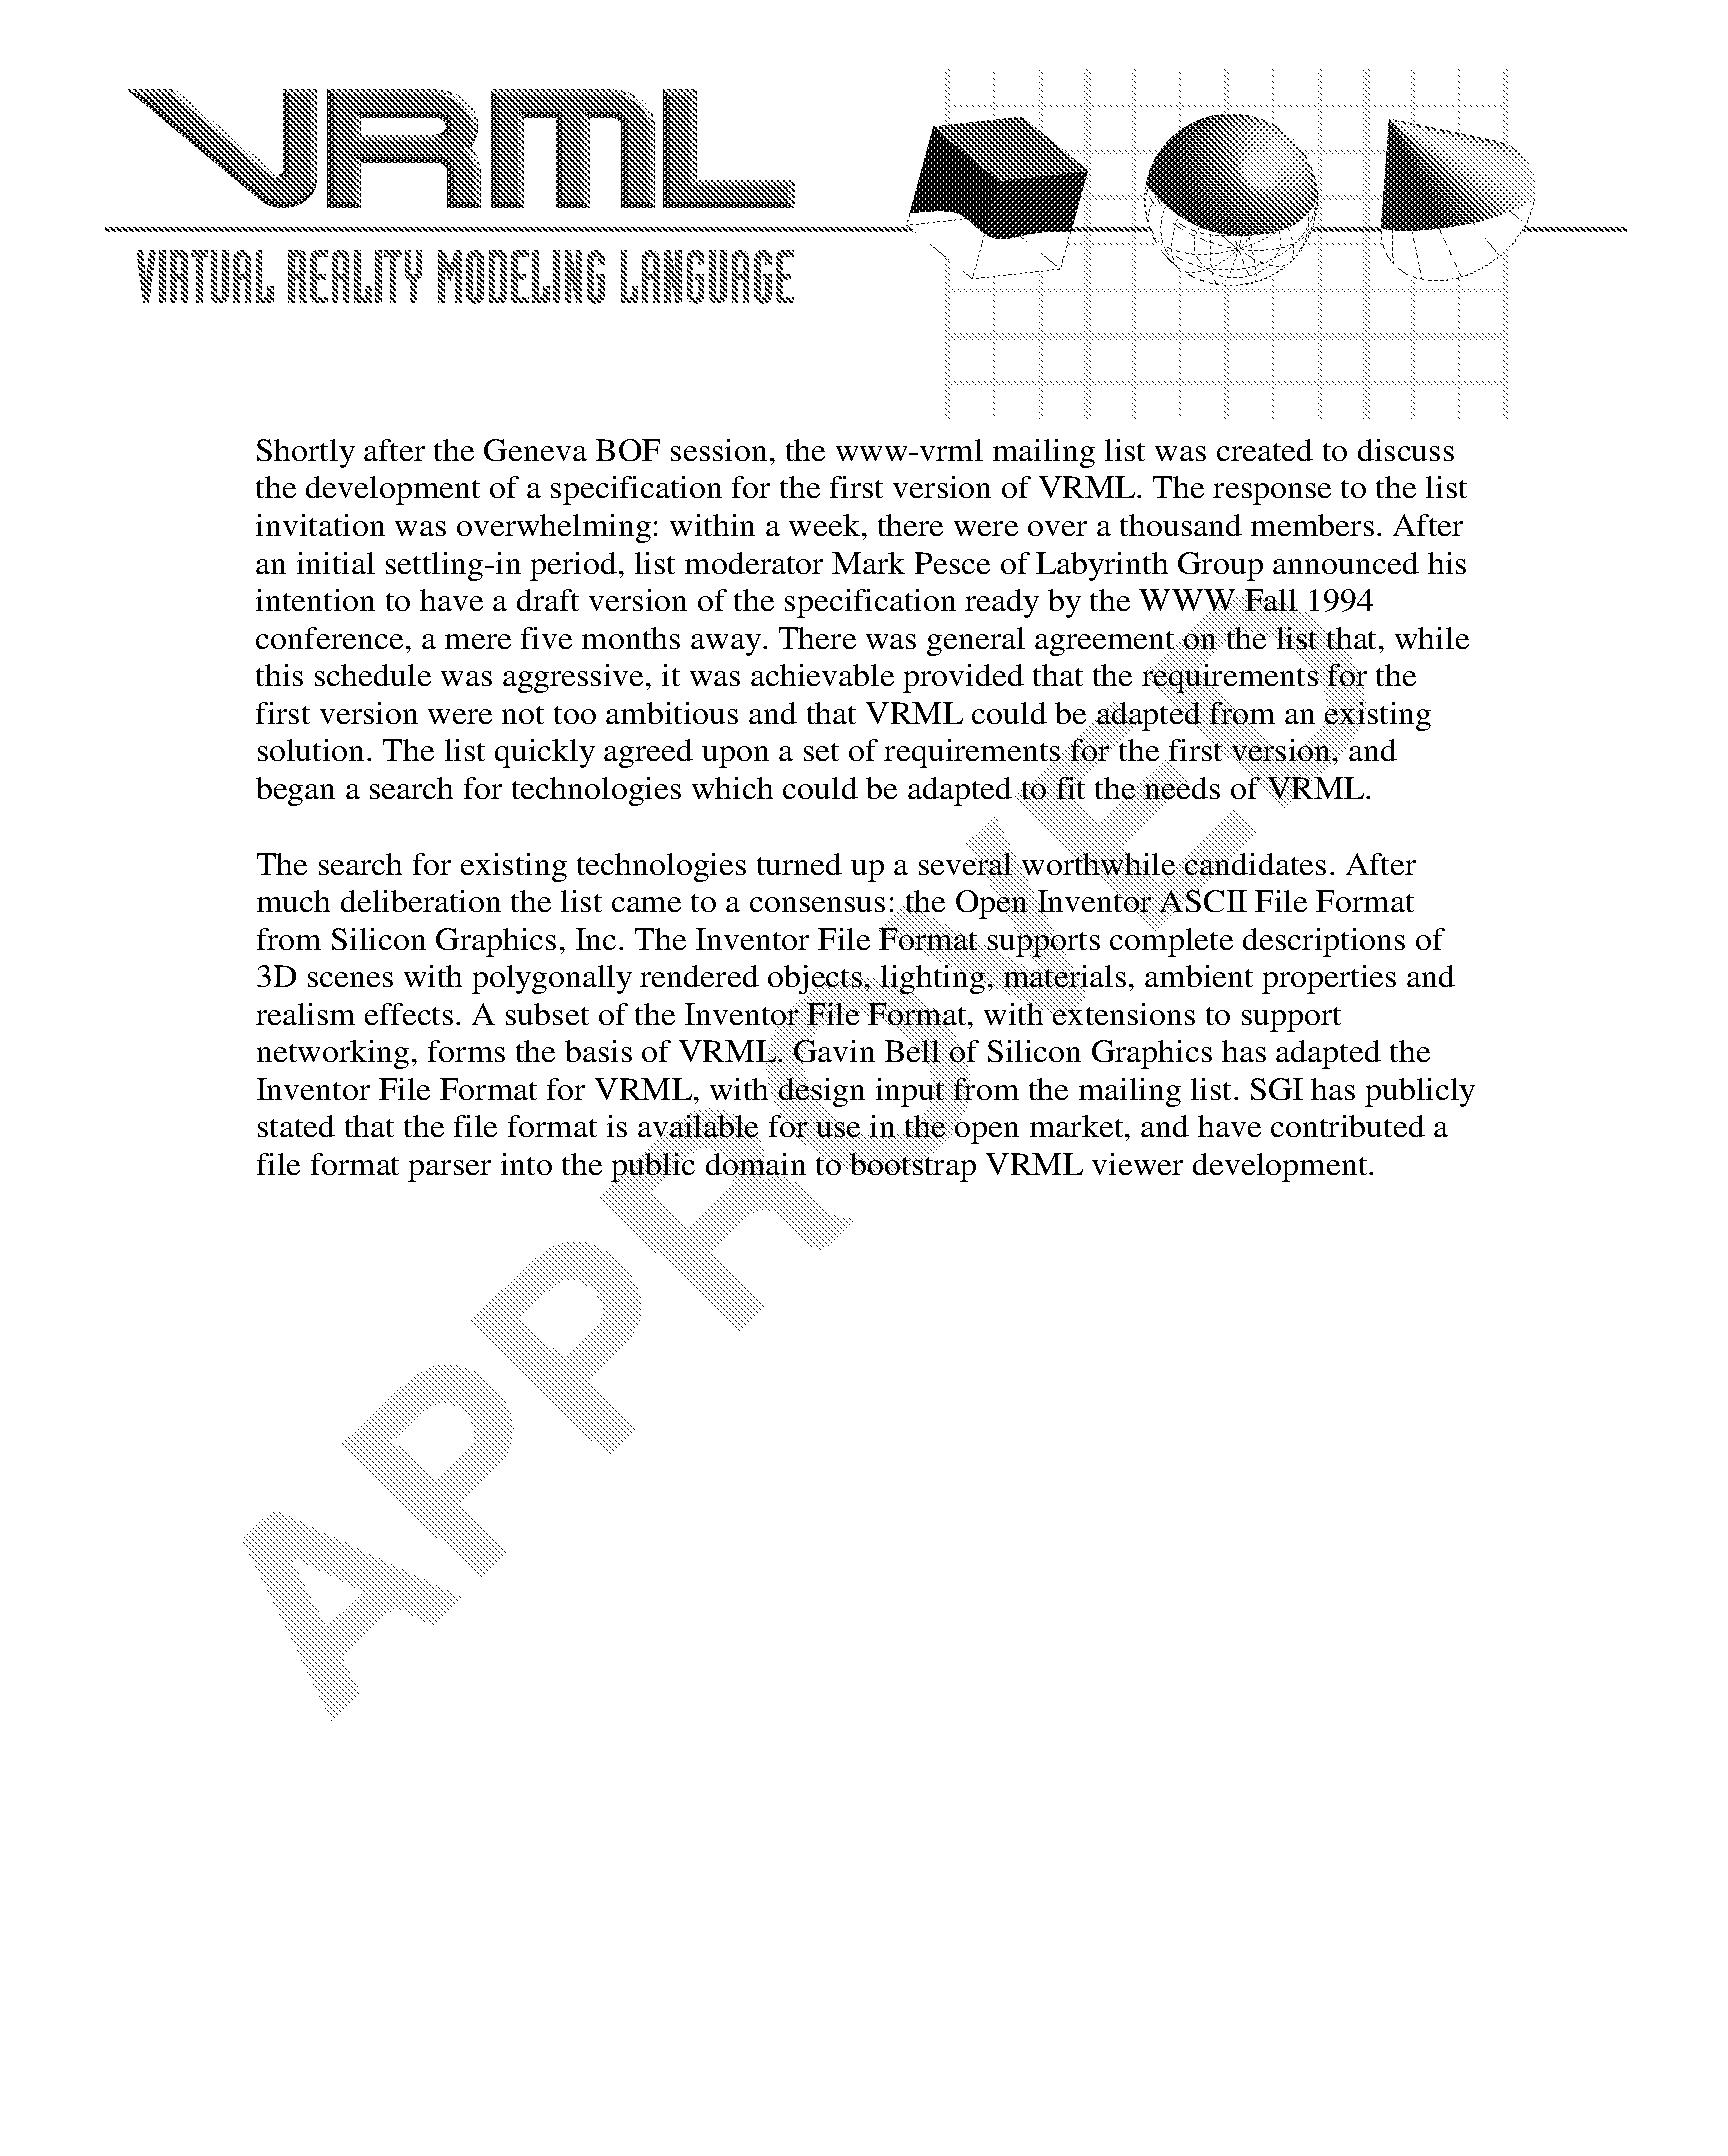 VRML
VIRTUAL REALITY MODELING LANGUAGE
Shortly after the Geneva BOF session, the www-vrml mailing list was created to discuss
the development of a specification for the first version of VRML. The response to the list
invitation was overwhelming: within a week, there were over a thousand members. After
an initial settling-in period, list moderator Mark Pesce of Labyrinth Group announced his
intention to have a draft version of the specification ready by the WWW Fall 1994
conference, a mere five months away. There was general agreement on the list that, while
this schedule was aggressive, it was achievable provided that the requirements for the
first version were not too ambitious and that VRML could be adapted from an existing
solution. The list quickly agreed upon a set of requirements for the first version, and
began a search for technologies which could be adapted to fit the needs of VRML.
The search for existing technologies turned up a several worthwhile candidates. After
much deliberation the list came to a consensus: the Open Inventor ASCII File Format
from Silicon Graphics, Inc. The Inventor File Format supports complete descriptions of
3D scenes with polygonally rendered objects, lighting, materials, ambient properties and
realism effects. A subset of the Inventor File Format, with extensions to support
networking, forms the basis of VRML. Gavin Bell of Silicon Graphics has adapted the
Inventor File Format for VRML, with design input from the mailing list. SGI has publicly
stated that the file format is available for use in the open market, and have contributed a
file format parser into the public domain to bootstrap VRML viewer development.
APPROVED